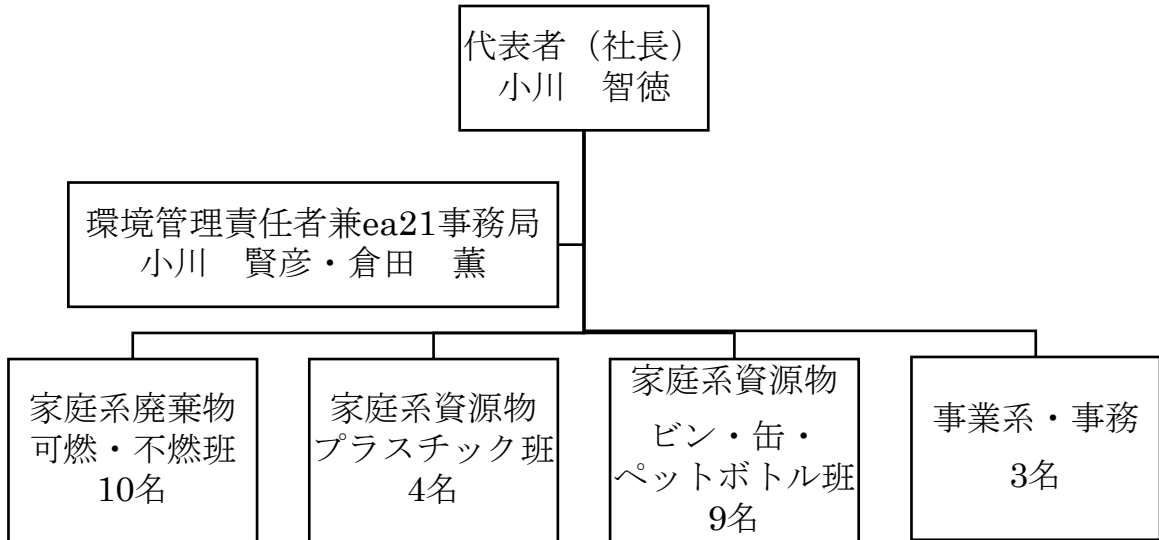 代表者（社長）
小川　智徳
環境管理責任者兼ea21事務局
小川　賢彦・倉田　薫
家庭系廃棄物
可燃・不燃班
10名
家庭系資源物
プラスチック班
4名
家庭系資源物
ビン・缶・
ペットボトル班
9名
事業系・事務
3名